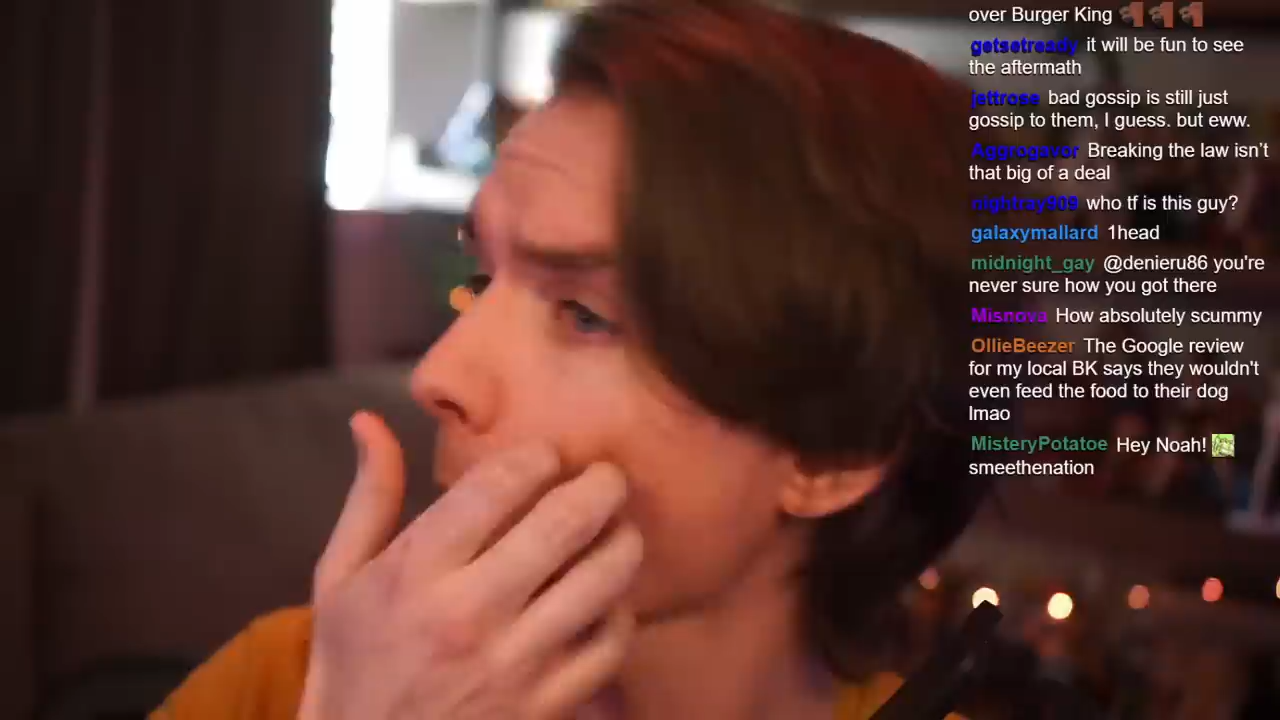 over Burger King
getsetready it will be fun to see
the aftermath
jettrose bad gossip is still just
gossip to them, I guess. but eww.
Aggrogavor Breaking the law isn't
that big of a deal
nightray909 who tf is this guy?
galaxymallard 1head
midnight_gay @denieru86 you're
never sure how you got there
Misnova How absolutely scummy
OllieBeezer The Google review
for my local BK says they wouldn't
even feed the food to their dog
lmao
MisteryPotatoe Hey Noah!
smeethenation